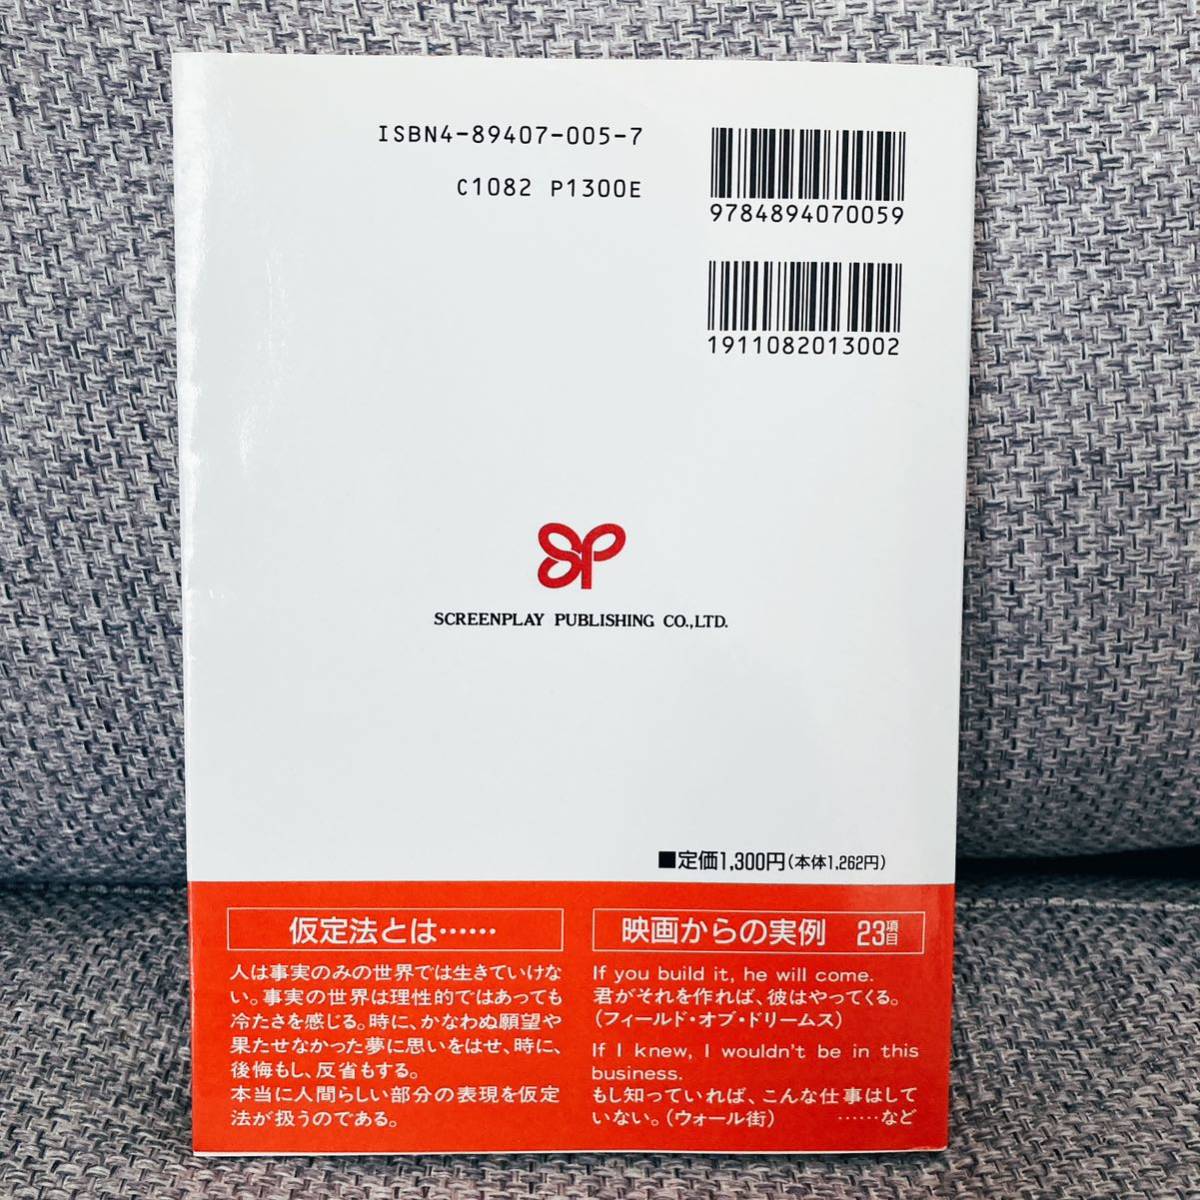 ISBN4-89407-005-7
C1082 P1300E
9784894070059
1911082013002
SP
SCREENPLAY PUBLISHING CO.,LTD.
■定価1,300円(本体1,262円)
仮定法とは……
人は事実のみの世界では生きていけな
い。事実の世界は理性的ではあっても
冷たさを感じる。時に、かなわぬ願望や
果たせなかった夢に思いをはせ、時に、
後悔もし、反省もする。
本当に人間らしい部分の表現を仮定
法が扱うのである。
映画からの実例 23項目
If you build it, he will come.
君がそれを作れば、彼はやってくる。
(フィールド・オブ・ドリームス)
If I knew, I wouldn't be in this
business.
もし知っていれば、こんな仕事はして
いない。(ウォール街) ……など